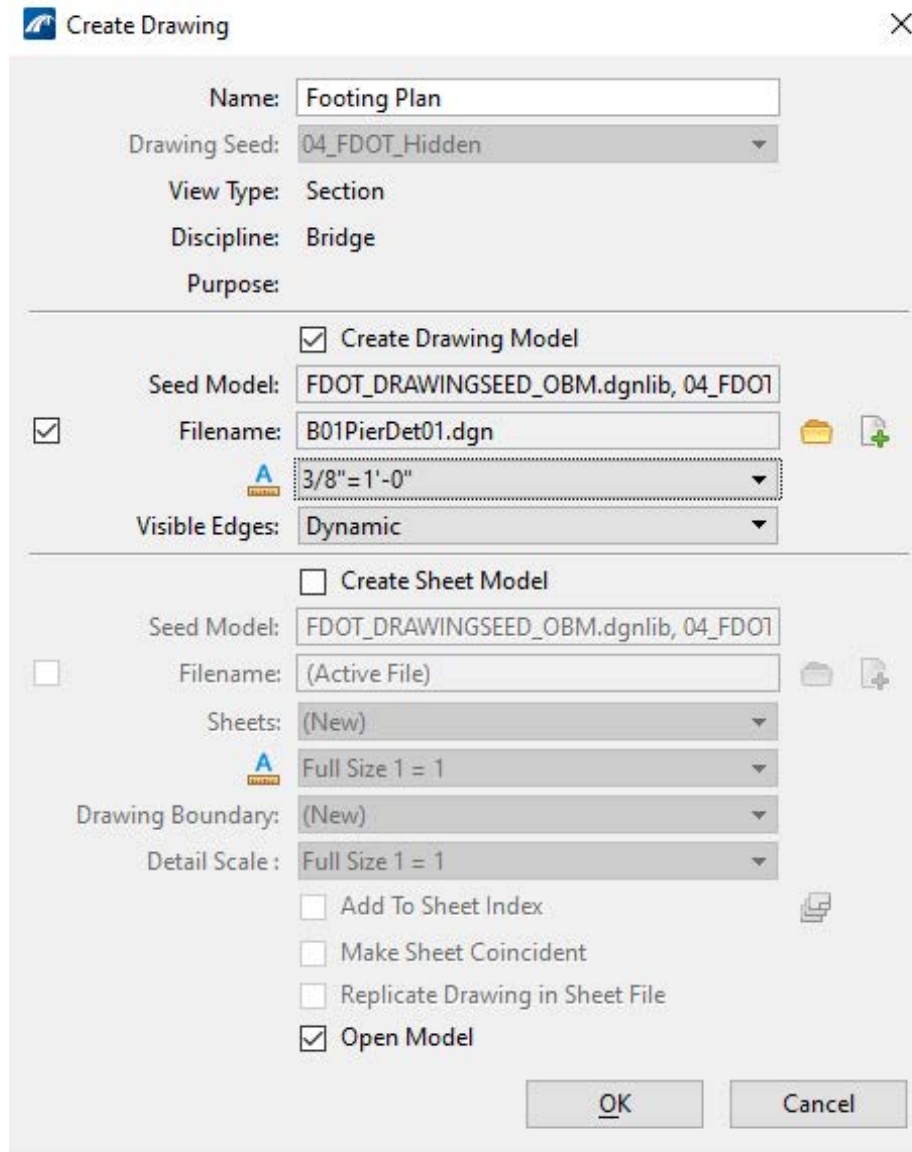 Create Drawing
Name: Footing Plan
Drawing Seed: 04_FDOT_Hidden
View Type: Section
Discipline: Bridge
Purpose:
Create Drawing Model
Seed Model: FDOT_DRAWINGSEED_OBM.dgnlib, 04_FDOT
Filename: B01PierDet01.dgn
A 3/8"=1'-0"
Visible Edges: Dynamic
Create Sheet Model
Seed Model: FDOT_DRAWINGSEED_OBM.dgnlib, 04_FDOT
Filename: (Active File)
Sheets: (New)
A Full Size 1 = 1
Drawing Boundary: (New)
Detail Scale : Full Size 1 = 1
Add To Sheet Index
Make Sheet Coincident
Replicate Drawing in Sheet File
Open Model
OK Cancel